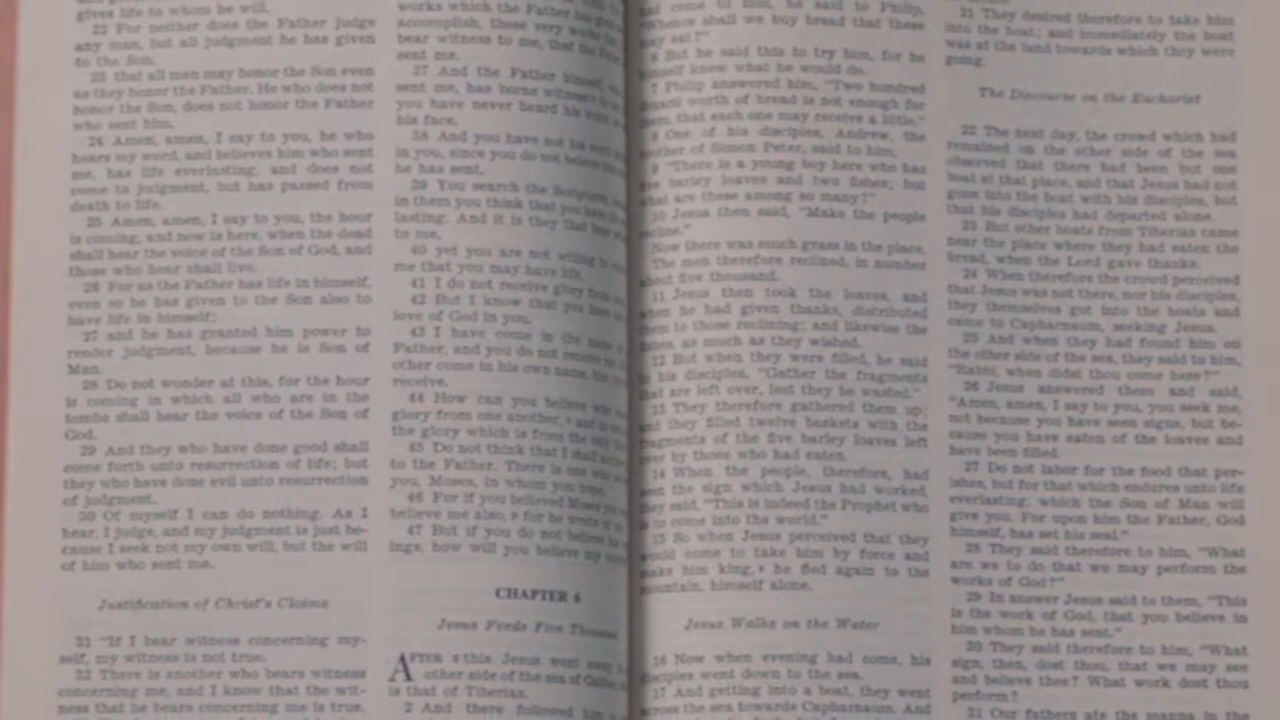 gives life to whom he will.
22 For neither does the Father judge
any man, but all judgment he has given
to the Son,
23 that all men may honor the Son even
as they honor the Father. He who does not
honor the Son, does not honor the Father
who sent him.
24 Amen, amen, I say to you, he who
hears my word, and believes him who sent
me, has life everlasting, and does not
come to judgment, but has passed from
death to life.
25 Amen, amen, I say to you, the hour
is coming, and now is here, when the dead
shall hear the voice of the Son of God, and
those who hear shall live.
26 For as the Father has life in himself,
even so he has given to the Son also to
have life in himself;
27 and he has granted him power to
render judgment, because he is Son of
Man.
28 Do not wonder at this, for the hour
is coming in which all who are in the
tombs shall hear the voice of the Son of
God.
29 And they who have done good shall
come forth unto resurrection of life; but
they who have done evil unto resurrection
of judgment.
30 Of myself I can do nothing. As I
hear, I judge, and my judgment is just be-
cause I seek not my own will, but the will
of him who sent me.
Justification of Christ's Claims
31 "If I bear witness concerning my-
self, my witness is not true.
32 There is another who bears witness
concerning me, and I know that the wit-
ness that he bears concerning me is true.
works which the Father has
accomplish, these very works
bear witness to me, that the
sent me.
37 And the Father himself,
sent me, has borne witness
you have never heard his
his face.
38 And you have not his
in you, since you do not believe
he has sent.
39 You search the Scriptures,
in them you think that you have
lasting. And it is they that bear
to me,
40 yet you are not willing
me that you may have life.
41 I do not receive glory from
42 But I know that you have
love of God in you.
43 I have come in the name
Father, and you do not receive
other come in his own name,
receive.
44 How can you believe who
glory from one another, and
the glory which is from the only
45 Do not think that I shall
to the Father. There is one who
you, Moses, in whom you hope.
46 For if you believed Moses
believe me also, for he wrote of
47 But if you do not believe
ings, how will you believe my
CHAPTER 6
Jesus Feeds Five Thousand
AFTER this Jesus went away
other side of the sea of
is that of Tiberias.
2 And there followed him
come to him, he said to Philip,
"Whence shall we buy bread that these
may eat?"
6 But he said this to try him, for he
himself knew what he would do.
7 Philip answered him, "Two hundred
denarii worth of bread is not enough for
them, that each one may receive a little."
8 One of his disciples, Andrew, the
brother of Simon Peter, said to him,
9 "There is a young boy here who has
five barley loaves and two fishes; but
what are these among so many?"
10 Jesus then said, "Make the people
recline."
Now there was much grass in the place.
The men therefore reclined, in number
about five thousand.
11 Jesus then took the loaves, and
when he had given thanks, distributed
them to those reclining; and likewise the
fishes, as much as they wished.
12 But when they were filled, he said
to his disciples, "Gather the fragments
that are left over, lest they be wasted."
13 They therefore gathered them up;
and they filled twelve baskets with the
fragments of the five barley loaves left
over by those who had eaten.
14 When the people, therefore, had
seen the sign which Jesus had worked,
they said, "This is indeed the Prophet who
is to come into the world."
15 So when Jesus perceived that they
would come to take him by force and
make him king, he fled again to the
mountain, himself alone.
Jesus Walks on the Water
16 Now when evening had come, his
disciples went down to the sea.
17 And getting into a boat, they went
across the sea towards Capharnaum. And
21 They desired therefore to take him
into the boat; and immediately the boat
was at the land towards which they were
going.
The Discourse on the Eucharist
22 The next day, the crowd which had
remained on the other side of the sea
observed that there had been but one
boat at that place, and that Jesus had not
gone into the boat with his disciples, but
that his disciples had departed alone.
23 But other boats from Tiberias came
near the place where they had eaten the
bread, when the Lord gave thanks.
24 When therefore the crowd perceived
that Jesus was not there, nor his disciples,
they themselves got into the boats and
came to Capharnaum, seeking Jesus.
25 And when they had found him on
the other side of the sea, they said to him,
"Rabbi, when didst thou come here?"
26 Jesus answered them and said,
"Amen, amen, I say to you, you seek me,
not because you have seen signs, but be-
cause you have eaten of the loaves and
have been filled.
27 Do not labor for the food that per-
ishes, but for that which endures unto life
everlasting, which the Son of Man will
give you. For upon him the Father, God
himself, has set his seal."
28 They said therefore to him, "What
are we to do that we may perform the
works of God?"
29 In answer Jesus said to them, "This
is the work of God, that you believe in
him whom he has sent."
30 They said therefore to him, "What
sign, then, dost thou, that we may see
and believe thee? What work dost thou
perform?
31 Our fathers ate the manna in the